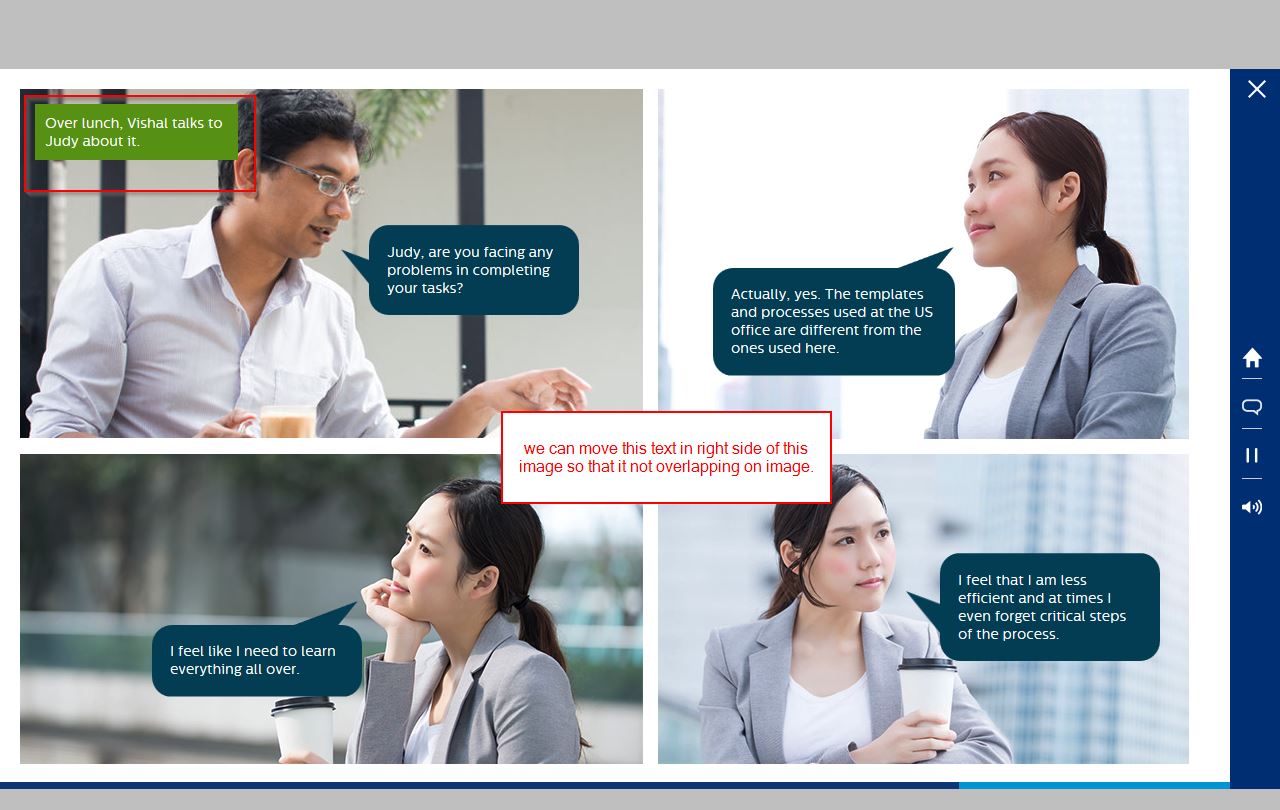 Over lunch, Vishal talks to
Judy about it.
Judy, are you facing any
problems in completing
your tasks?
Actually, yes. The templates
and processes used at the US
office are different from the
ones used here.
we can move this text in right side of this
image so that it not overlapping on image.
I feel like I need to learn
everything all over.
I feel that I am less
efficient and at times I
even forget critical steps
of the process.